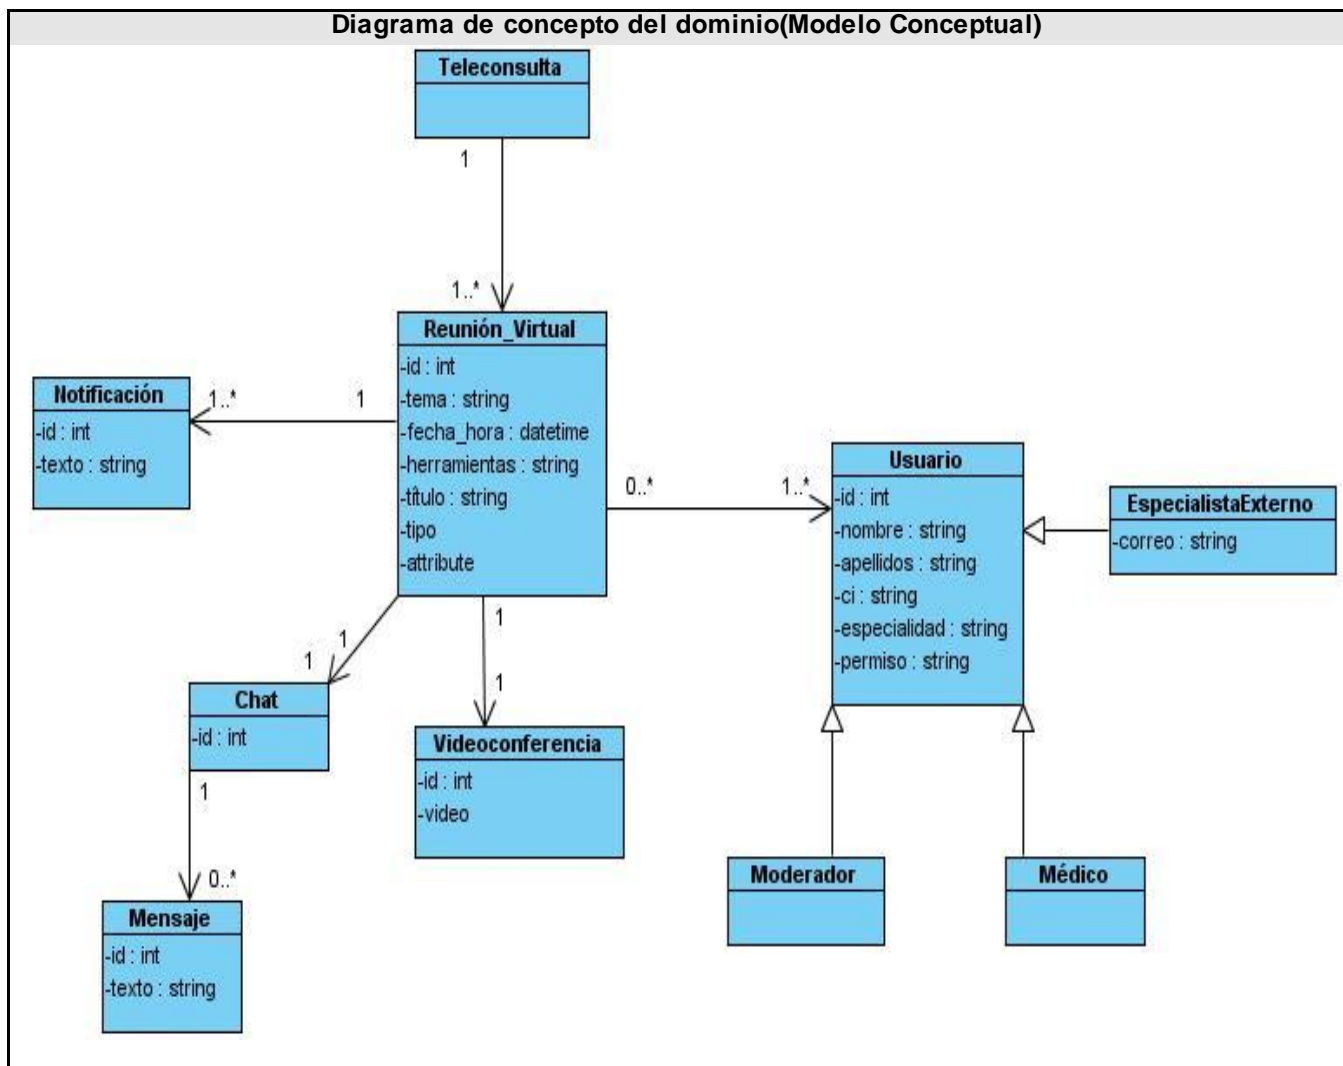 Diagrama de concepto del dominio(Modelo Conceptual)
Teleconsulta
1
1..*
Reunión_Virtual
-id : int
-tema : string
-fecha_hora : datetime
-herramientas : string
-título : string
-tipo
-attribute
Notificación
-id : int
-texto : string
1..*
1
0..*
1..*
Usuario
-id : int
-nombre : string
-apellidos : string
-ci : string
-especialidad : string
-permiso : string
EspecialistaExterno
-correo : string
1
1
1
1
Chat
-id : int
Videoconferencia
-id : int
-video
1
0..*
Mensaje
-id : int
-texto : string
Moderador
Médico